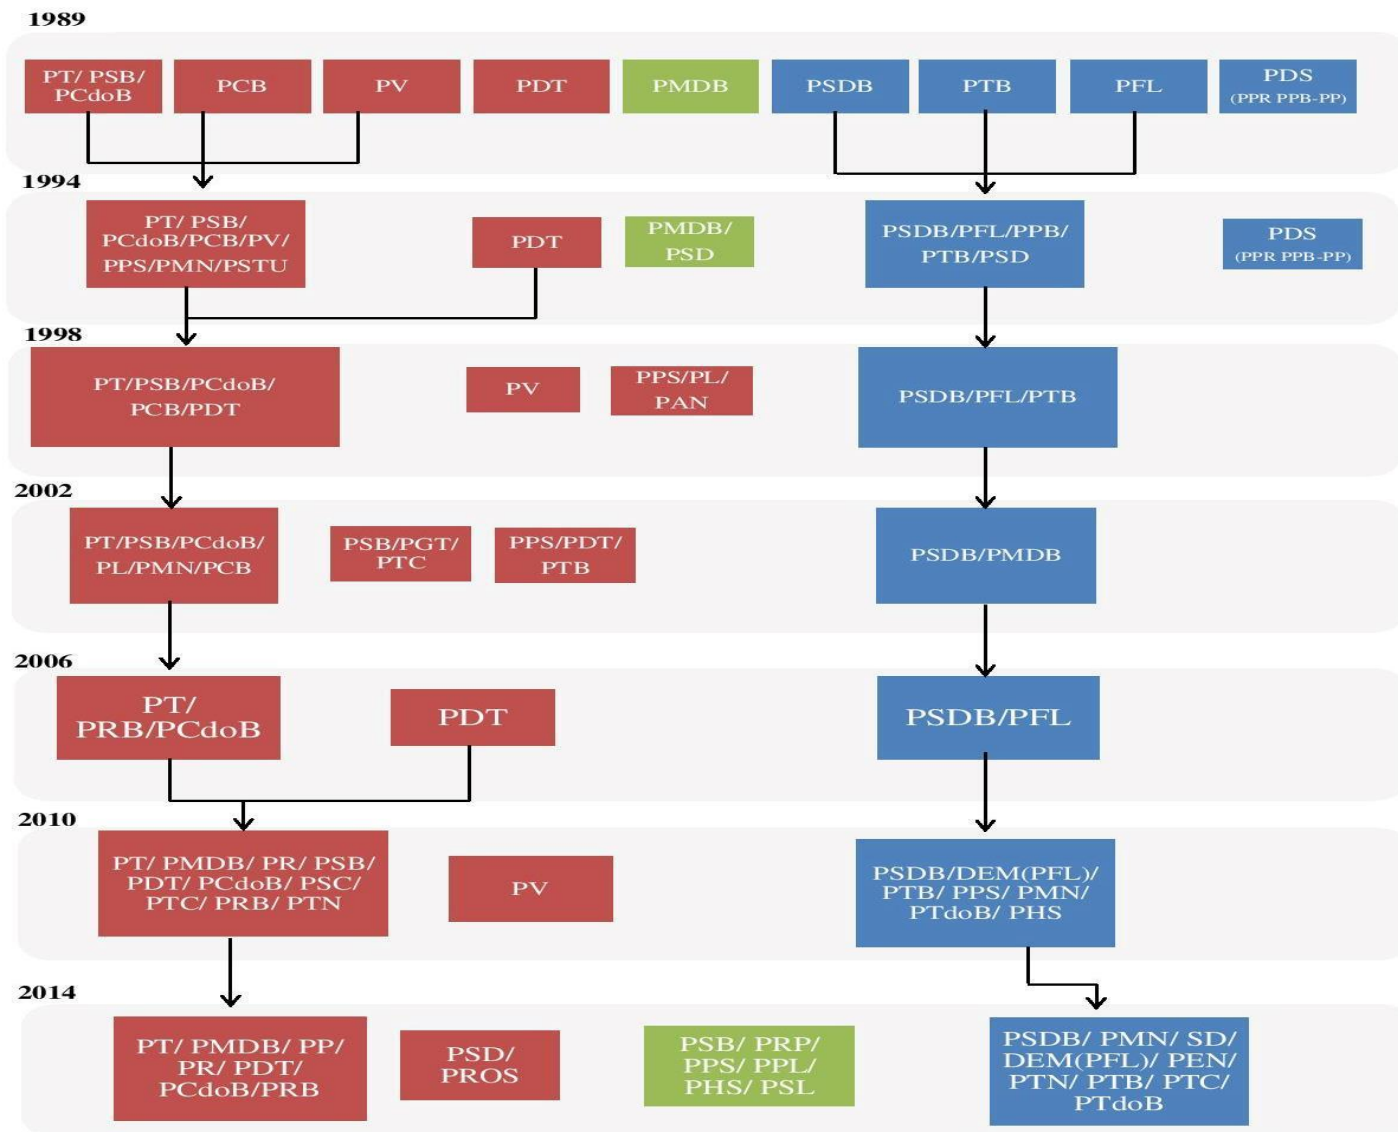 1989
PT/ PSB/
PCdoB
PCB
PV
PDT
PMDB
PSDB
PTB
PFL
PDS
(PPR PPB-PP)
1994
PT/ PSB/
PCdoB/PCB/PV/
PPS/PMN/PSTU
PDT
PMDB/
PSD
PSDB/PFL/PPB/
PTB/PSD
PDS
(PPR PPB-PP)
1998
PT/PSB/PCdoB/
PCB/PDT
PV
PPS/PL/
PAN
PSDB/PFL/PTB
2002
PT/PSB/PCdoB/
PL/PMN/PCB
PSB/PGT/
PTC
PPS/PDT/
PTB
PSDB/PMDB
2006
PT/
PRB/PCdoB
PDT
PSDB/PFL
2010
PT/ PMDB/ PR/ PSB/
PDT/ PCdoB/ PSC/
PTC/ PRB/ PTN
PV
PSDB/DEM(PFL)/
PTB/ PPS/ PMN/
PTdoB/ PHS
2014
PT/ PMDB/ PP/
PR/ PDT/
PCdoB/PRB
PSD/
PROS
PSB/ PRP/
PPS/ PPL/
PHS/ PSL
PSDB/ PMN/ SD/
DEM(PFL)/ PEN/
PTN/ PTB/ PTC/
PTdoB